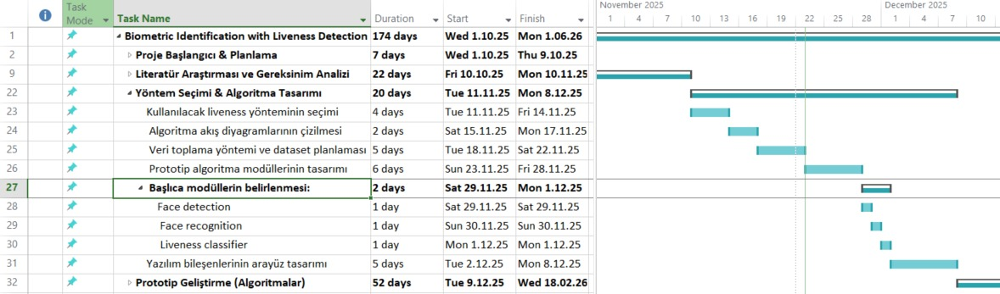 November 2025 December 2025
Task Mode Task Name Duration Start Finish 1 4 7 10 13 16 19 22 25 28 1 4 7 10
1 Biometric Identification with Liveness Detection 174 days Wed 1.10.25 Mon 1.06.26
2 Proje Başlangıcı & Planlama 7 days Wed 1.10.25 Thu 9.10.25
9 Literatür Araştırması ve Gereksinim Analizi 22 days Fri 10.10.25 Mon 10.11.25
22 Yöntem Seçimi & Algoritma Tasarımı 20 days Tue 11.11.25 Mon 8.12.25
23 Kullanılacak liveness yönteminin seçimi 4 days Tue 11.11.25 Fri 14.11.25
24 Algoritma akış diyagramlarının çizilmesi 2 days Sat 15.11.25 Mon 17.11.25
25 Veri toplama yöntemi ve dataset planlaması 5 days Tue 18.11.25 Sat 22.11.25
26 Prototip algoritma modüllerinin tasarımı 6 days Sun 23.11.25 Fri 28.11.25
27 Başlıca modüllerin belirlenmesi: 2 days Sat 29.11.25 Mon 1.12.25
28 Face detection 1 day Sat 29.11.25 Sat 29.11.25
29 Face recognition 1 day Sun 30.11.25 Sun 30.11.25
30 Liveness classifier 1 day Mon 1.12.25 Mon 1.12.25
31 Yazılım bileşenlerinin arayüz tasarımı 5 days Tue 2.12.25 Mon 8.12.25
32 Prototip Geliştirme (Algoritmalar) 52 days Tue 9.12.25 Wed 18.02.26